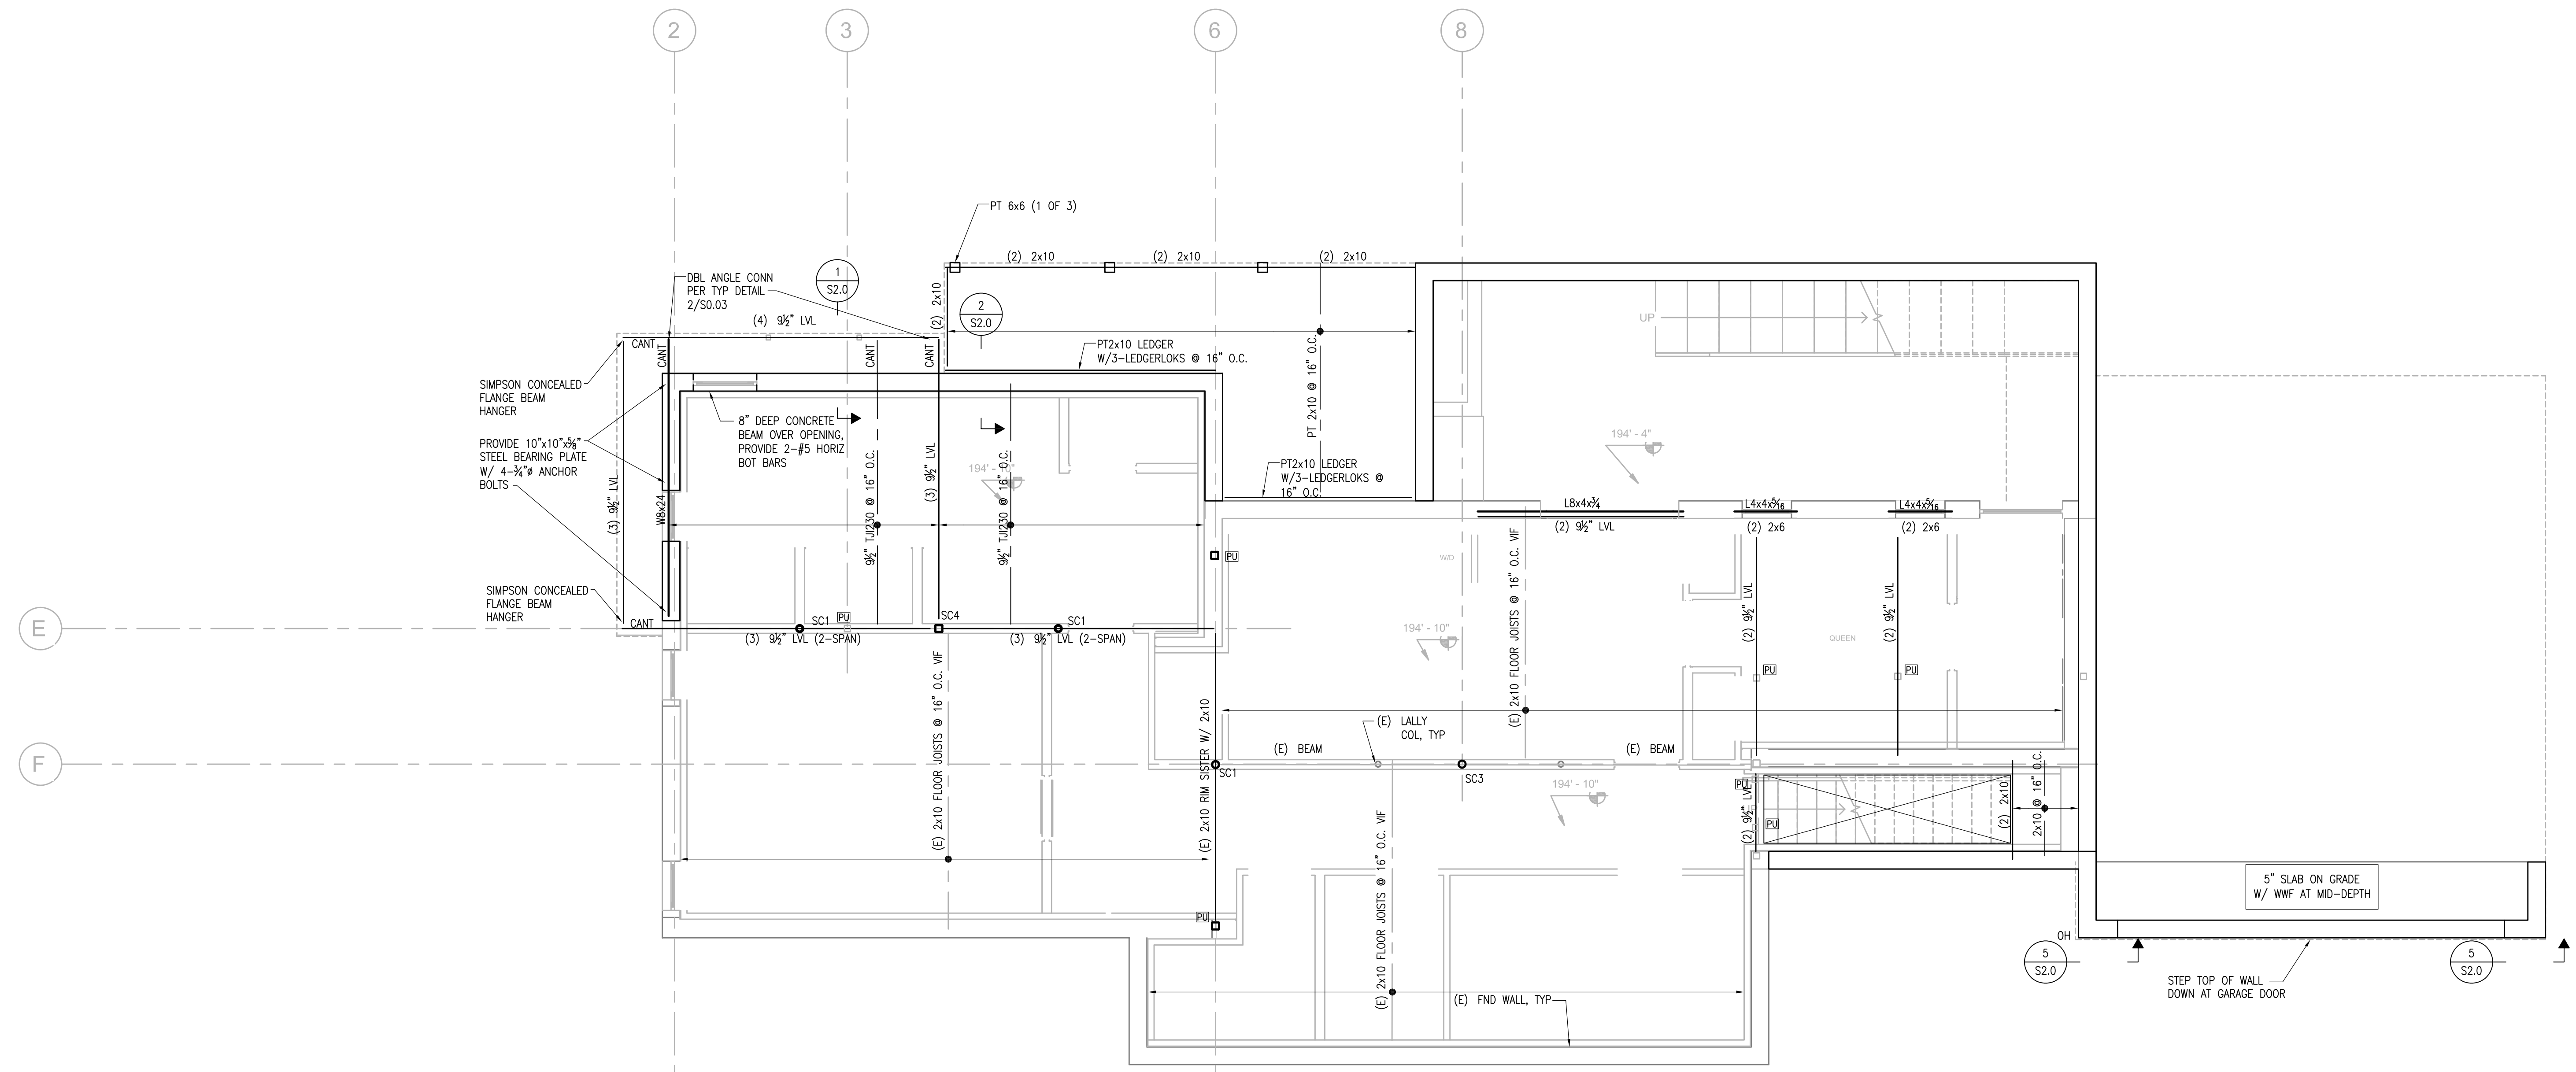 2
3
6
8
PT 6x6 (1 OF 3)
(2) 2x10
(2) 2x10
(2) 2x10
DBL ANGLE CONN
PER TYP DETAIL
2/S0.03
1
S2.0
(2) 2x10
2
S2.0
(4) 9½" LVL
UP
CANT
CANT
CANT
CANT
PT2x10 LEDGER
W/3-LEDGERLOKS @ 16" O.C.
PT 2x10 @ 16" O.C.
SIMPSON CONCEALED
FLANGE BEAM
HANGER
8" DEEP CONCRETE
BEAM OVER OPENING,
PROVIDE 2-#5 HORIZ
BOT BARS
PROVIDE 10"x10"x⅝"
STEEL BEARING PLATE
W/ 4-¾"ø ANCHOR
BOLTS
194' - 4"
194' - 10"
PT2x10 LEDGER
W/3-LEDGERLOKS @
16" O.C.
(3) 9½" LVL
W8x24
9½" TJI230 @ 16" O.C.
(3) 9½" LVL
9½" TJI230 @ 16" O.C.
L8x4x¾
L4x4x5⁄16
L4x4x5⁄16
(2) 9½" LVL
(2) 2x6
(2) 2x6
PU
W/D
(E) 2x10 FLOOR JOISTS @ 16" O.C. VIF
SIMPSON CONCEALED
FLANGE BEAM
HANGER
CANT
SC1
PU
SC4
SC1
E
(3) 9½" LVL (2-SPAN)
(3) 9½" LVL (2-SPAN)
194' - 10"
(2) 9½" LVL
(2) 9½" LVL
QUEEN
PU
PU
(E) 2x10 FLOOR JOISTS @ 16" O.C. VIF
(E) 2x10 RIM SISTER W/ 2x10
(E) LALLY
COL, TYP
(E) BEAM
(E) BEAM
F
SC1
SC3
194' - 10"
PU
(2) 9½" LVL
PU
(2) 2x10
2x10 @ 16" O.C.
(E) 2x10 FLOOR JOISTS @ 16" O.C. VIF
5" SLAB ON GRADE
W/ WWF AT MID-DEPTH
PU
OH
5
S2.0
5
S2.0
STEP TOP OF WALL
DOWN AT GARAGE DOOR
(E) FND WALL, TYP